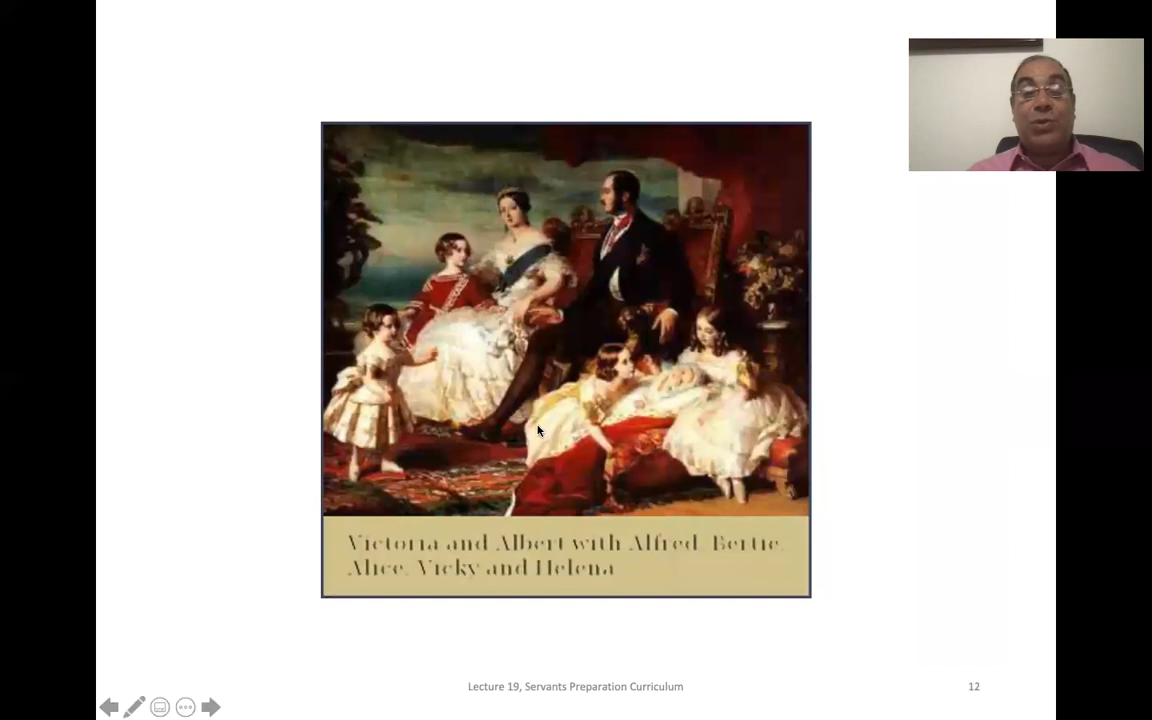 Victoria and Albert with Alfred, Bertie,
Alice, Vicky and Helena
Lecture 19, Servants Preparation Curriculum
12